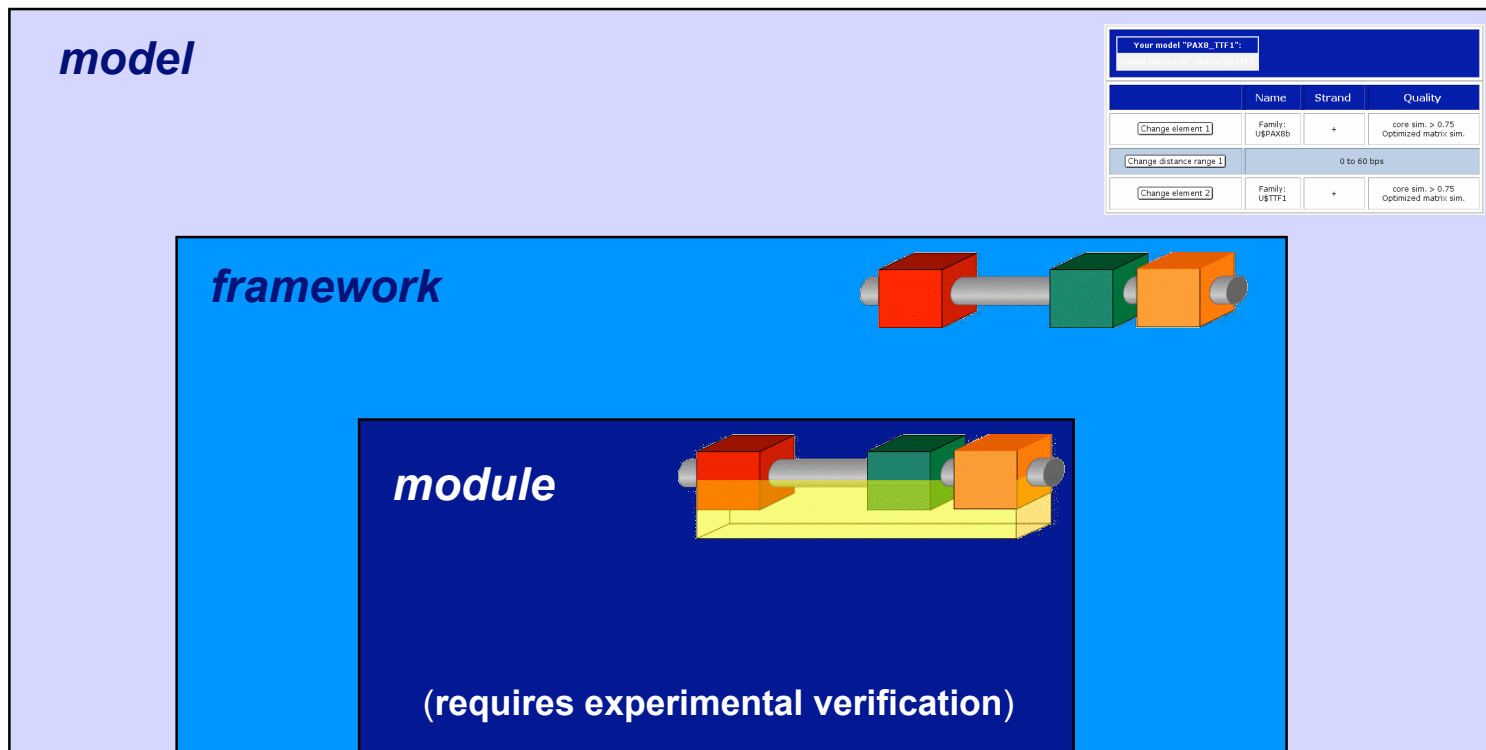 model
Your model "PAX8_TTF1":
Name Strand Quality
Change element 1 Family: U$PAX8b + core sim. > 0.75 Optimized matrix sim.
Change distance range 1 0 to 60 bps
Change element 2 Family: U$TTF1 + core sim. > 0.75 Optimized matrix sim.
framework
module
(requires experimental verification)